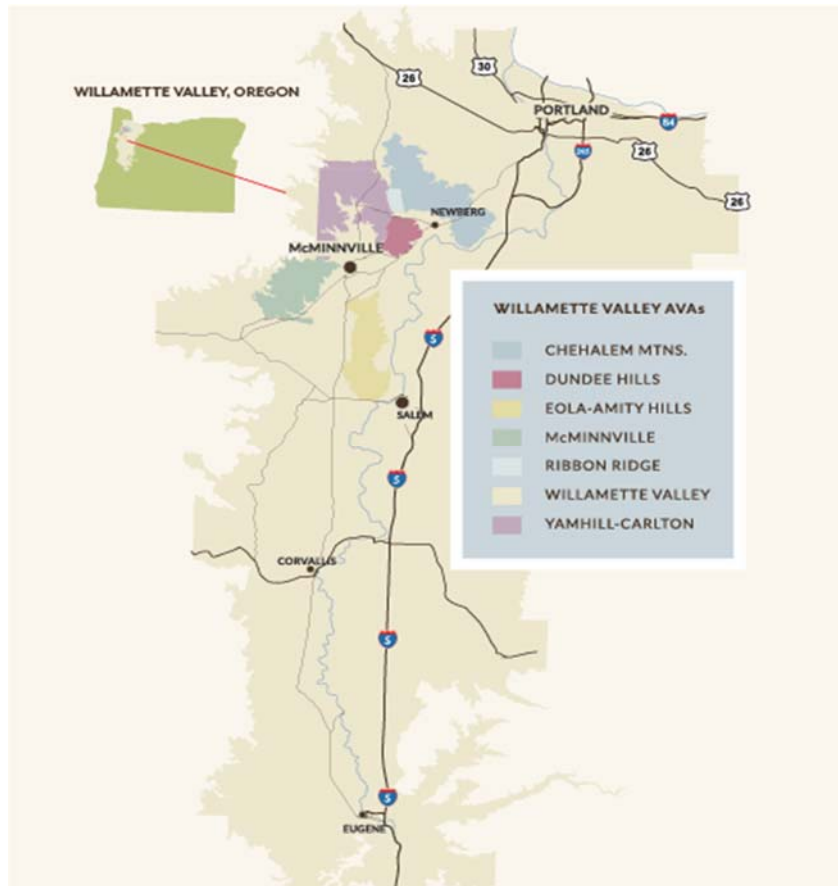 26
30
WILLAMETTE VALLEY, OREGON
PORTLAND
84
205
26
26
NEWBERG
McMINNVILLE
WILLAMETTE VALLEY AVAs
5
CHEHALEM MTNS.
DUNDEE HILLS
EOLA-AMITY HILLS
SALEM
McMINNVILLE
RIBBON RIDGE
5
WILLAMETTE VALLEY
YAMHILL-CARLTON
CORVALLIS
5
5
EUGENE